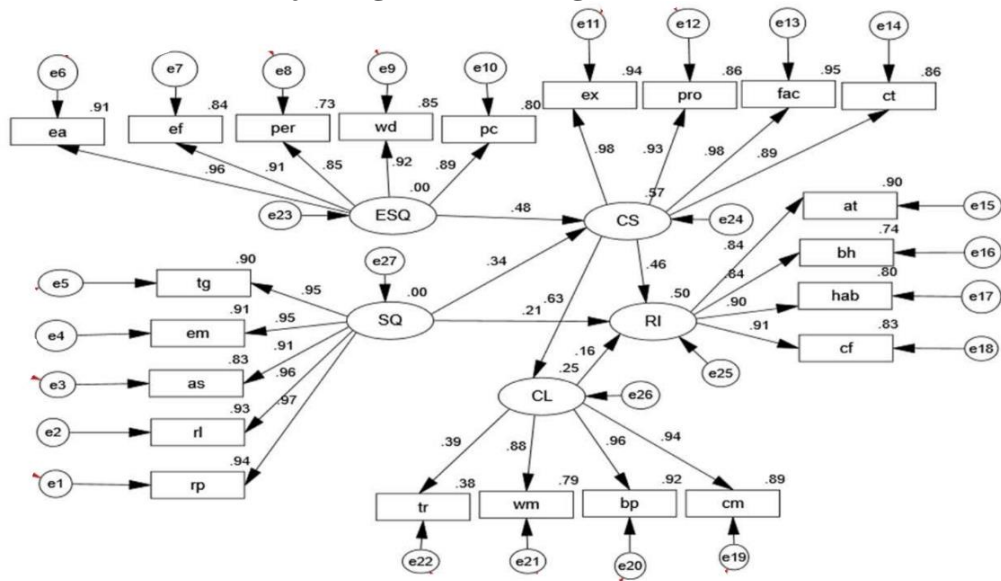 e11 e12 e13 e14
e6 e7 e8 e9 e10
.94 .86 .95 .86
ex pro fac ct
.91 .84 .73 .85 .80
ea ef per wd pc
.98 .93 .98 .89
.96 .91 .85 .92 .89
.00 .57 .90
e23 ESQ .48 CS e24 at e15
.84 .74
e27 .34 .46 .84 bh e16
.90 .80
e5 tg .95 .00 .63 .50 .90 hab e17
.91 SQ .21 RI .83
e4 em .95 .91 cf e18
.83 .91 .16 e25
e3 as .96 .25
.93 .97 CL e26
e2 rl
.94 .39 .88 .96 .94
e1 rp
.38 .79 .92 .89
tr wm bp cm
e22 e21 e20 e19